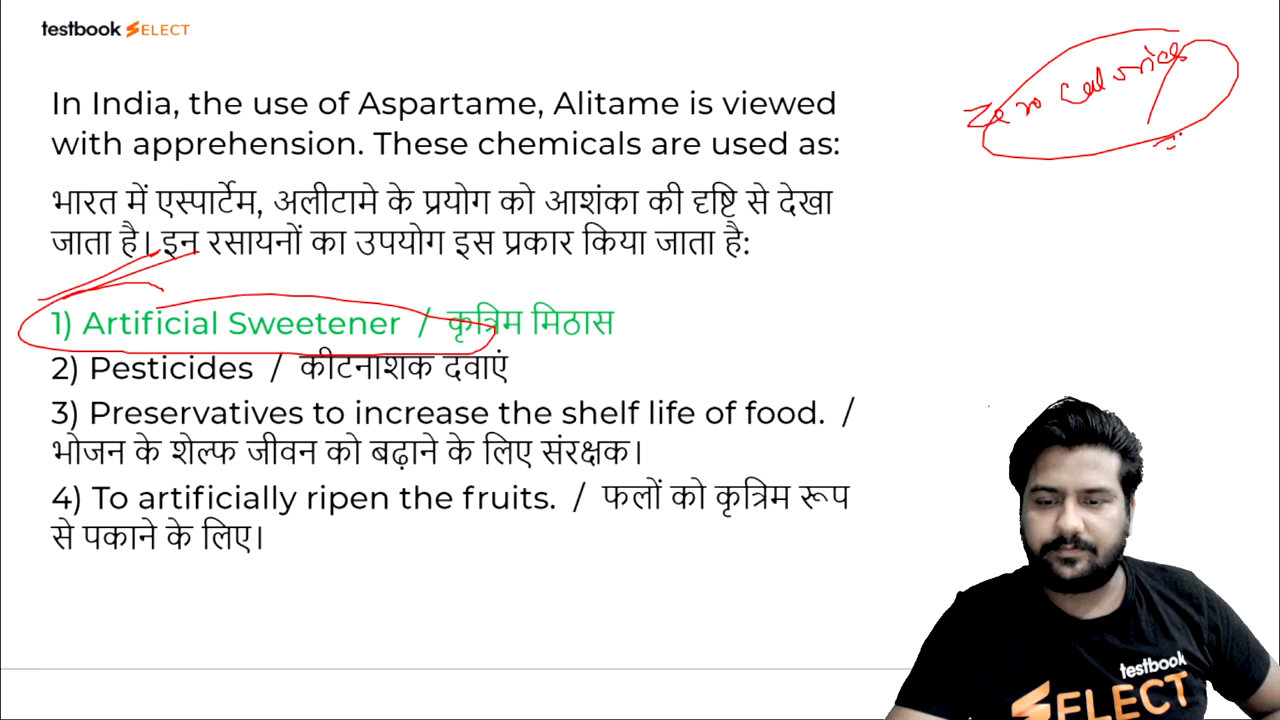 testbook SELECT
Zero Calories
In India, the use of Aspartame, Alitame is viewed
with apprehension. These chemicals are used as:
भारत में एस्पार्टेम, अलीटामे के प्रयोग को आशंका की दृष्टि से देखा
जाता है। इन रसायनों का उपयोग इस प्रकार किया जाता है:
1) Artificial Sweetener / कृत्रिम मिठास
2) Pesticides / कीटनाशक दवाएं
3) Preservatives to increase the shelf life of food. /
भोजन के शेल्फ जीवन को बढ़ाने के लिए संरक्षक।
4) To artificially ripen the fruits. / फलों को कृत्रिम रूप
से पकाने के लिए।
testbook
SELECT